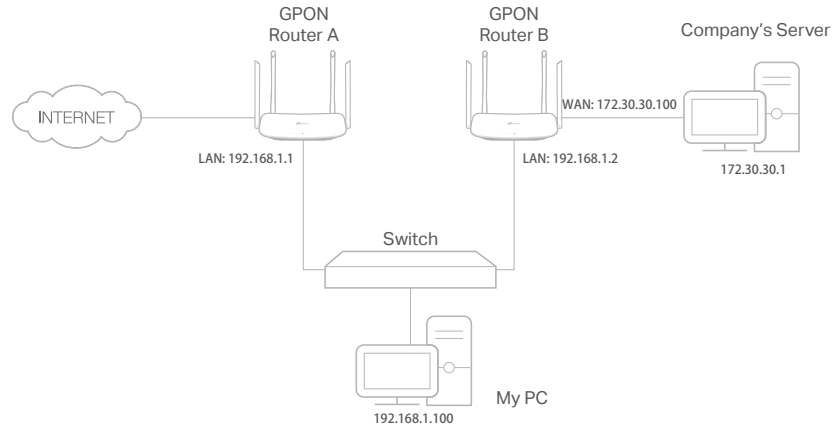 GPON
Router A
GPON
Router B
Company's Server
INTERNET
WAN: 172.30.30.100
LAN: 192.168.1.1
LAN: 192.168.1.2
172.30.30.1
Switch
My PC
192.168.1.100